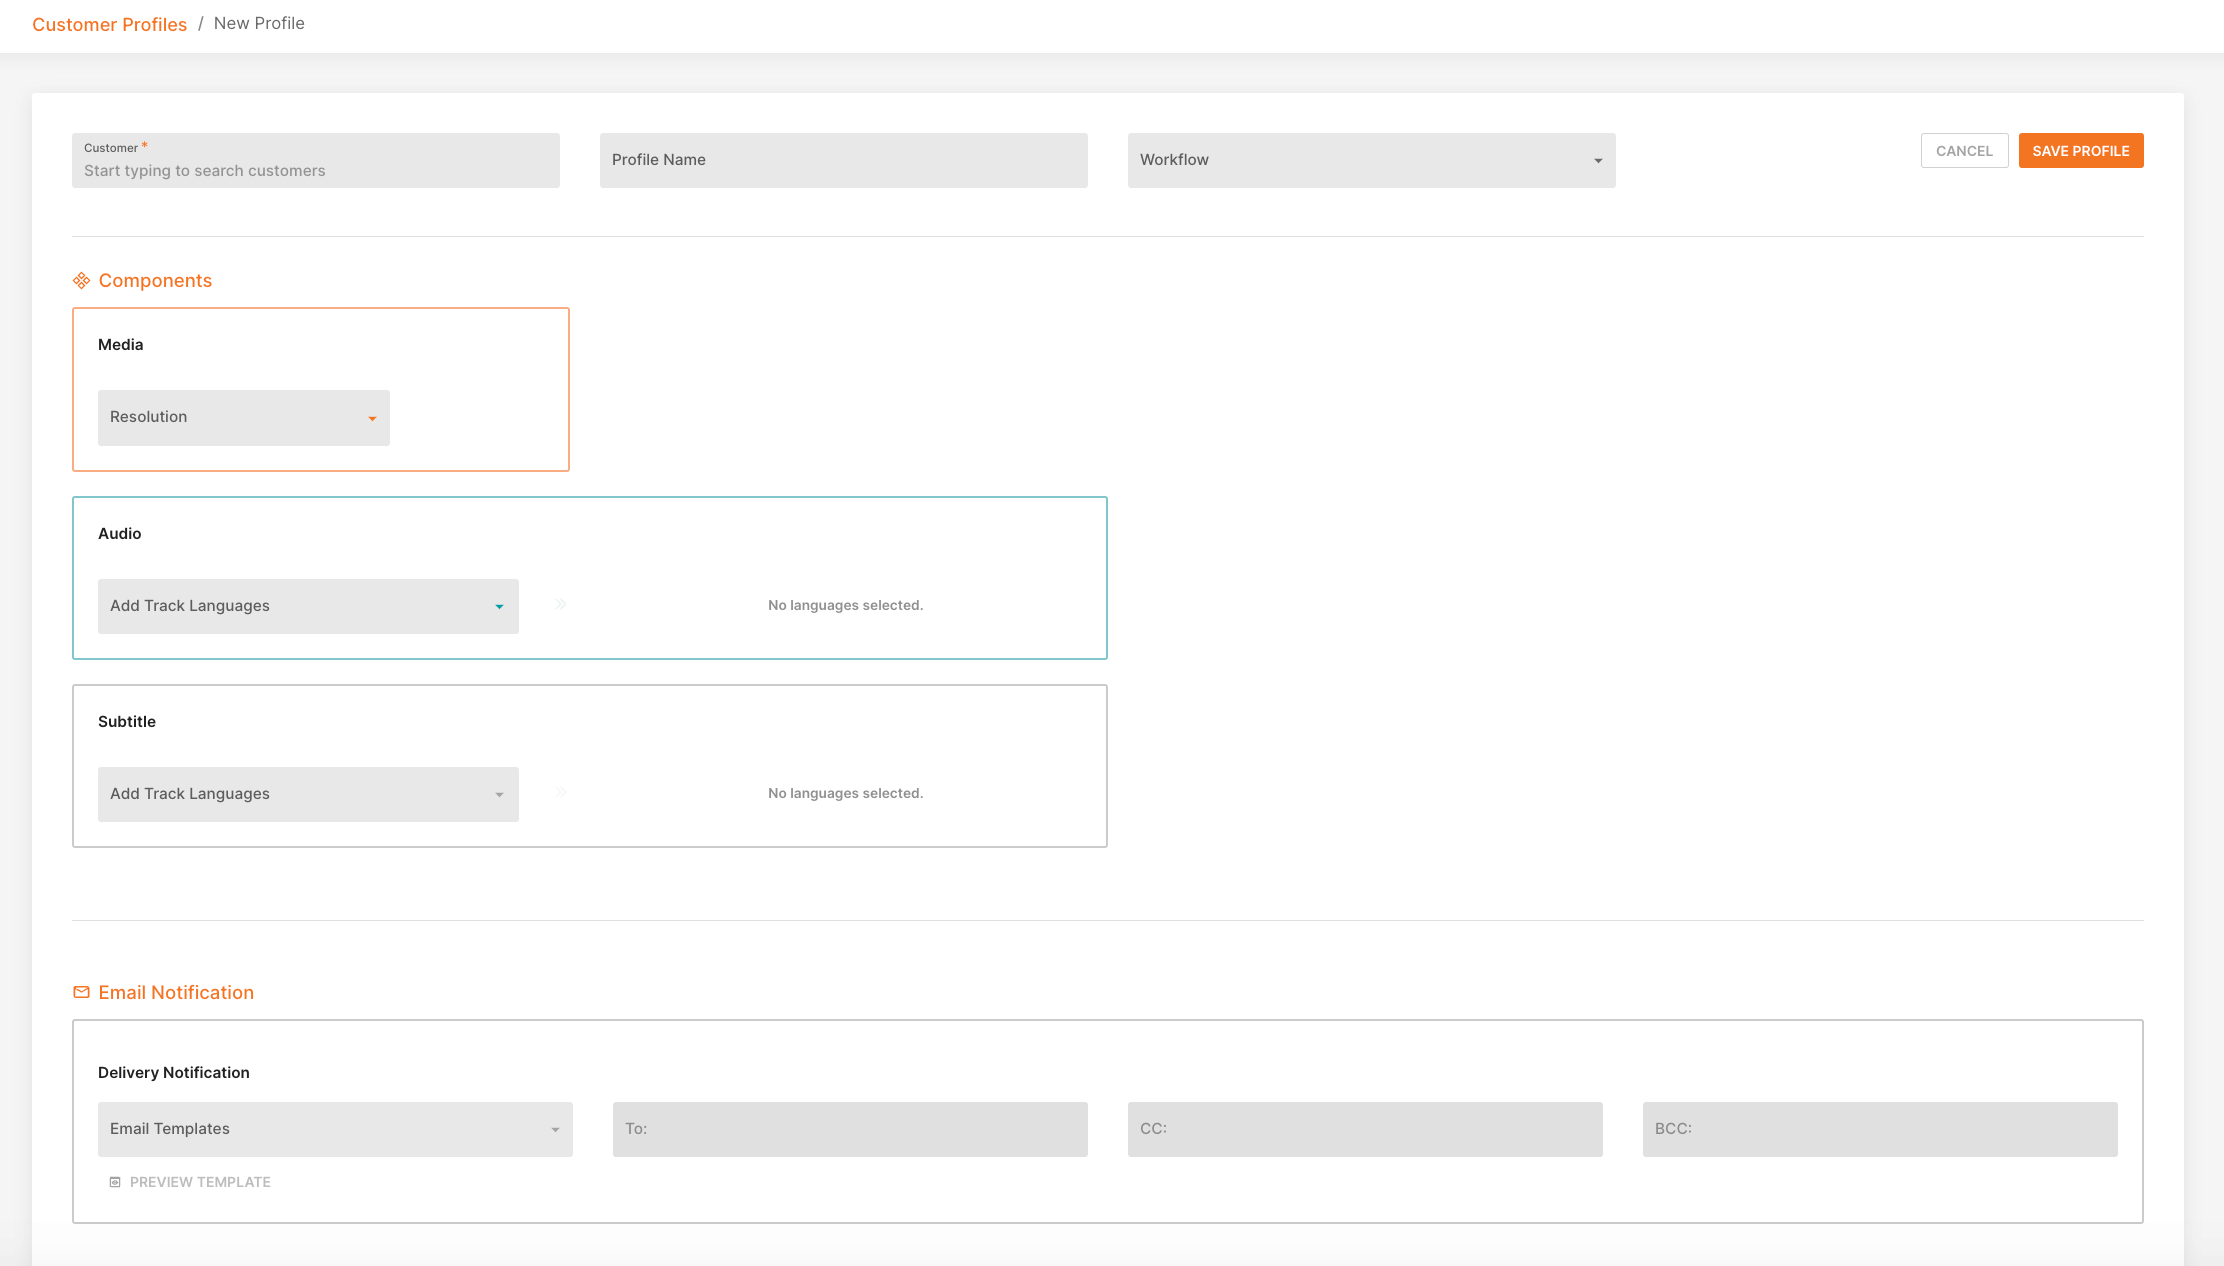 Customer Profiles / New Profile
Customer *
Start typing to search customers
Profile Name
Workflow
CANCEL
SAVE PROFILE
Components
Media
Resolution
Audio
Add Track Languages
No languages selected.
Subtitle
Add Track Languages
No languages selected.
Email Notification
Delivery Notification
Email Templates
To:
CC:
BCC:
PREVIEW TEMPLATE